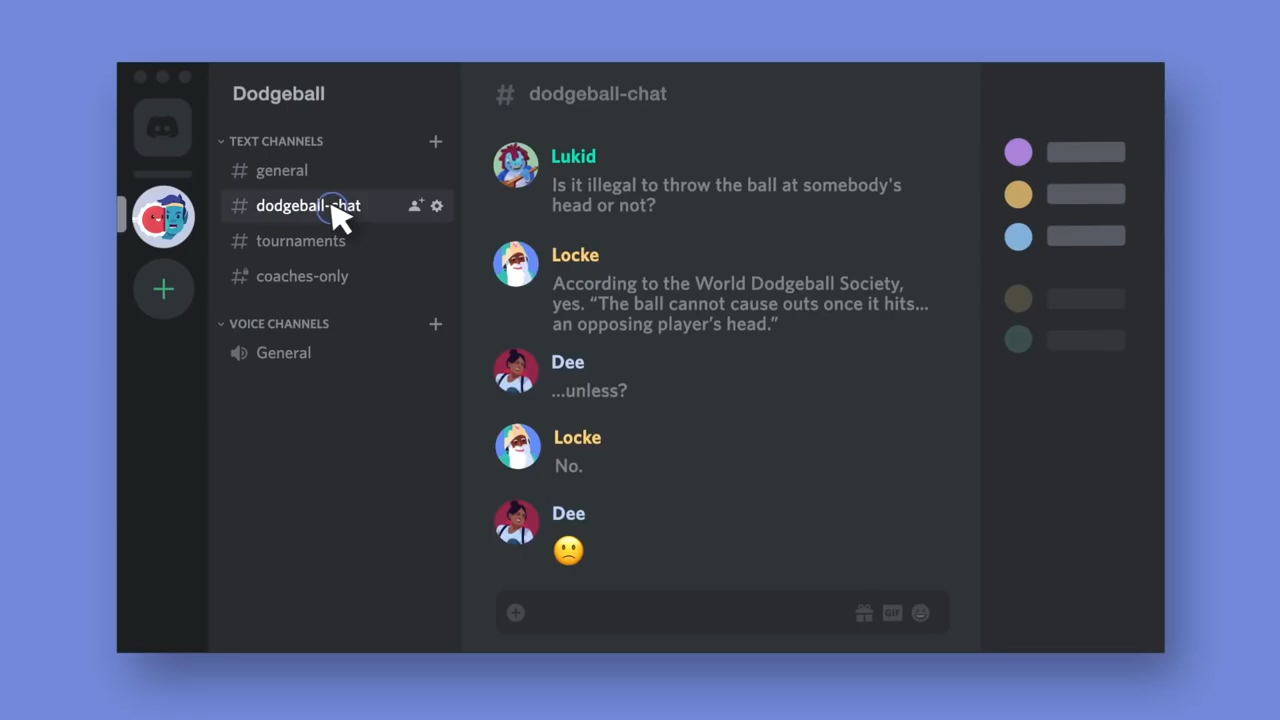 Dodgeball
TEXT CHANNELS
# general
# dodgeball-chat
# tournaments
# coaches-only
VOICE CHANNELS
General
# dodgeball-chat
Lukid
Is it illegal to throw the ball at somebody's
head or not?
Locke
According to the World Dodgeball Society,
yes. “The ball cannot cause outs once it hits...
an opposing player’s head.”
Dee
...unless?
Locke
No.
Dee
🙁
GIF